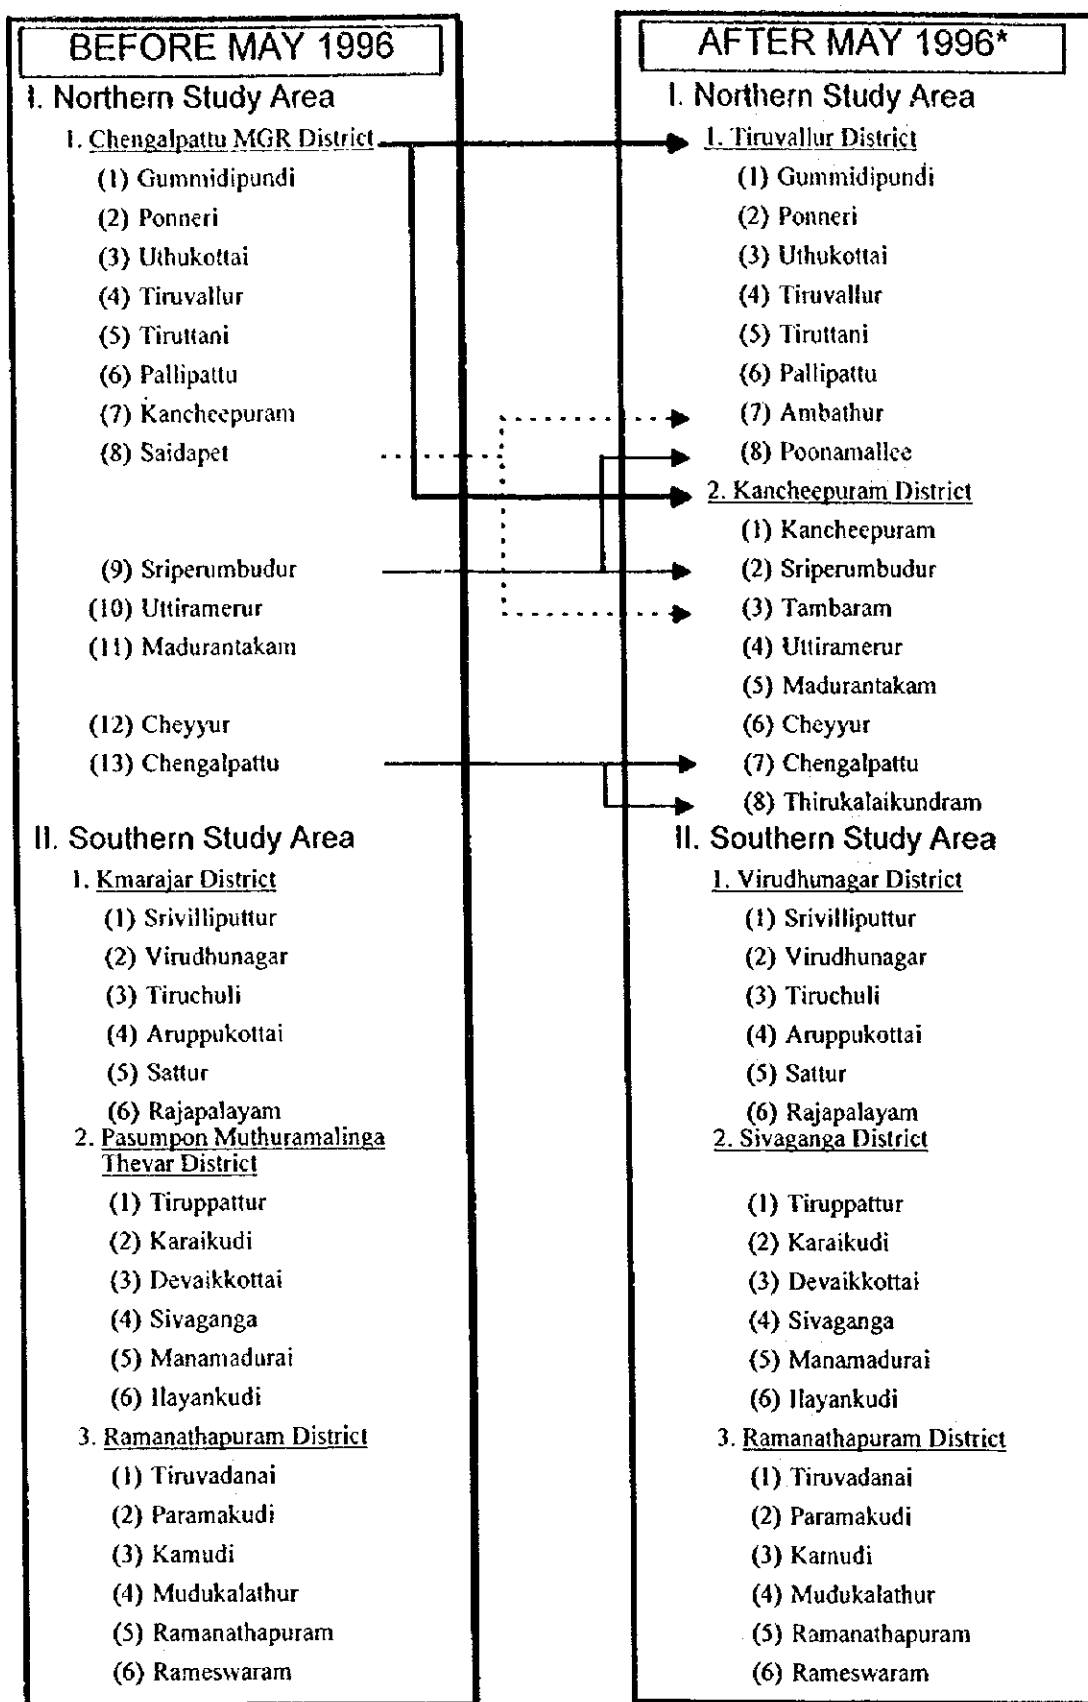 BEFORE MAY 1996
I. Northern Study Area
1. Chengalpattu MGR District
(1) Gummidipundi
(2) Ponneri
(3) Uthukottai
(4) Tiruvallur
(5) Tiruttani
(6) Pallipattu
(7) Kancheepuram
(8) Saidapet
(9) Sriperumbudur
(10) Uttiramerur
(11) Madurantakam
(12) Cheyyur
(13) Chengalpattu
II. Southern Study Area
1. Kmarajar District
(1) Srivilliputtur
(2) Virudhunagar
(3) Tiruchuli
(4) Aruppukottai
(5) Sattur
(6) Rajapalayam
2. Pasumpon Muthuramalinga
Thevar District
(1) Tiruppattur
(2) Karaikudi
(3) Devaikkottai
(4) Sivaganga
(5) Manamadurai
(6) Ilayankudi
3. Ramanathapuram District
(1) Tiruvadanai
(2) Paramakudi
(3) Kamudi
(4) Mudukalathur
(5) Ramanathapuram
(6) Rameswaram
AFTER MAY 1996*
I. Northern Study Area
1. Tiruvallur District
(1) Gummidipundi
(2) Ponneri
(3) Uthukottai
(4) Tiruvallur
(5) Tiruttani
(6) Pallipattu
(7) Ambathur
(8) Poonamallee
2. Kancheepuram District
(1) Kancheepuram
(2) Sriperumbudur
(3) Tambaram
(4) Uttiramerur
(5) Madurantakam
(6) Cheyyur
(7) Chengalpattu
(8) Thirukalaikundram
II. Southern Study Area
1. Virudhunagar District
(1) Srivilliputtur
(2) Virudhunagar
(3) Tiruchuli
(4) Aruppukottai
(5) Sattur
(6) Rajapalayam
2. Sivaganga District
(1) Tiruppattur
(2) Karaikudi
(3) Devaikkottai
(4) Sivaganga
(5) Manamadurai
(6) Ilayankudi
3. Ramanathapuram District
(1) Tiruvadanai
(2) Paramakudi
(3) Kamudi
(4) Mudukalathur
(5) Ramanathapuram
(6) Rameswaram